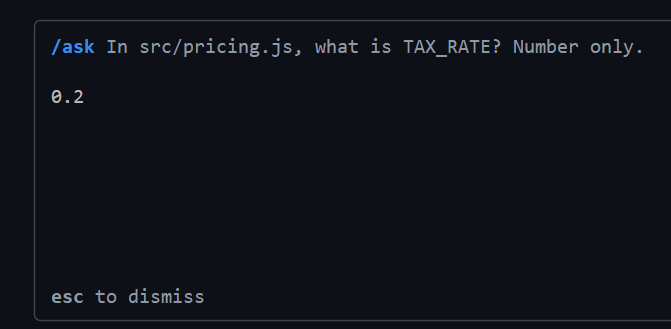 /ask In src/pricing.js, what is TAX_RATE? Number only.
0.2
esc to dismiss